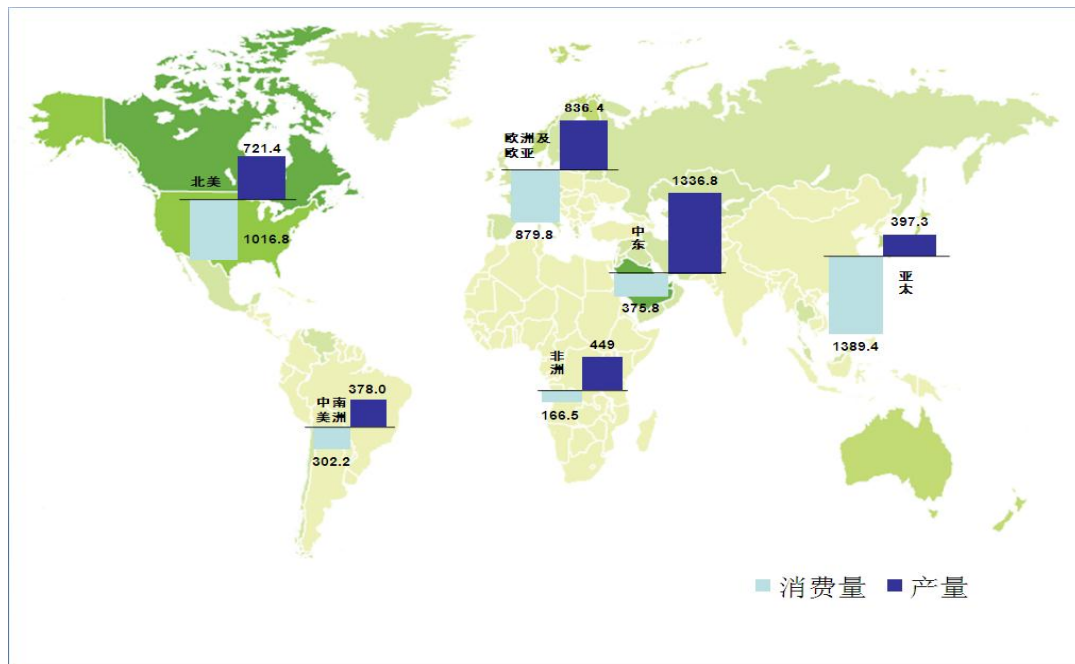 836.4
欧洲及
欧亚
721.4
北美
1336.8
397.3
1016.8
879.8
中
东
亚
太
375.8
1389.4
非
洲
449
378.0
中南
美洲
166.5
302.2
消费量
产量